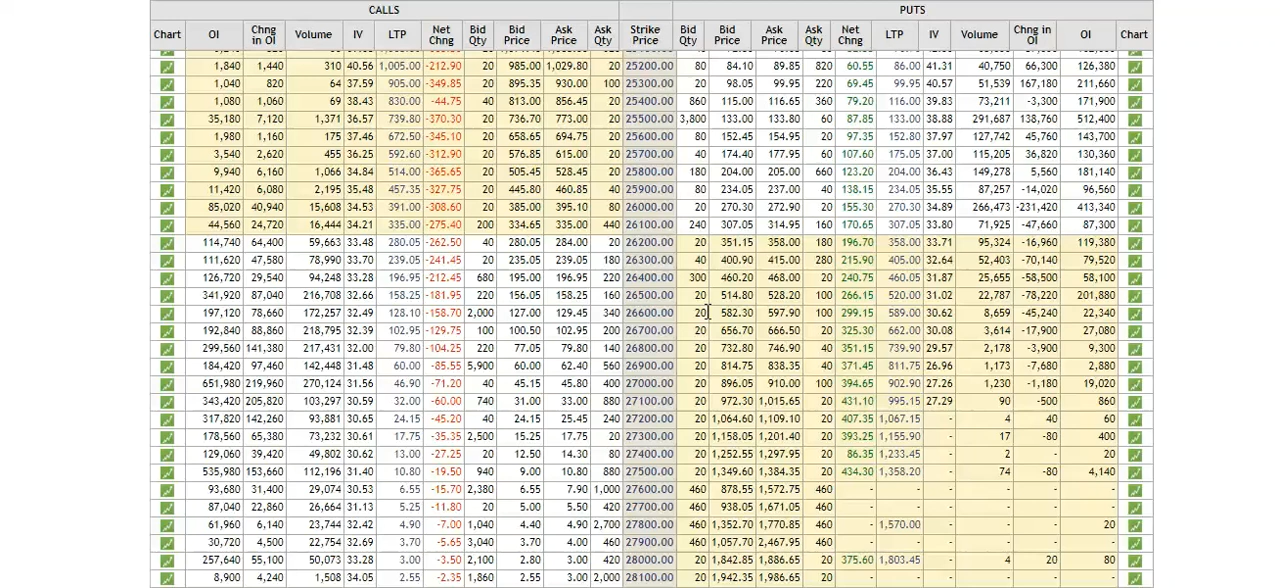 CALLS PUTS
Chart OI Chng in OI Volume IV LTP Net Chng Bid Qty Bid Price Ask Price Ask Qty Strike Price Bid Qty Bid Price Ask Price Ask Qty Net Chng LTP IV Volume Chng in OI OI Chart
1,840 1,440 310 40.56 1,005.00 -212.90 20 985.00 1,029.80 20 25200.00 80 84.10 89.85 820 60.55 86.00 41.31 40,750 66,300 126,380
1,040 820 64 37.59 905.00 -349.85 20 895.35 930.00 100 25300.00 20 98.05 99.95 220 69.45 99.95 40.57 51,539 167,180 211,660
1,080 1,060 69 38.43 830.00 -44.75 40 813.00 856.45 20 25400.00 860 115.00 116.65 360 79.20 116.00 39.83 73,211 -3,300 171,900
35,180 7,120 1,371 36.57 739.80 -370.30 20 736.70 773.00 20 25500.00 3,800 133.00 133.80 60 87.85 133.00 38.88 291,687 138,760 512,400
1,980 1,160 175 37.46 672.50 -345.10 20 658.65 694.75 20 25600.00 80 152.45 154.95 20 97.35 152.80 37.97 127,742 45,760 143,700
3,540 2,620 455 36.25 592.60 -312.90 20 576.85 615.00 20 25700.00 40 174.40 177.95 60 107.60 175.05 37.00 115,205 36,820 130,360
9,940 6,160 1,066 34.84 514.00 -365.65 20 505.45 528.45 20 25800.00 180 204.00 205.00 660 123.20 204.00 36.43 149,278 5,560 181,140
11,420 6,080 2,195 35.48 457.35 -327.75 20 445.80 460.85 40 25900.00 80 234.05 237.00 40 138.15 234.05 35.55 87,257 -14,020 96,560
85,020 40,940 15,608 34.53 391.00 -308.60 20 385.00 395.10 80 26000.00 20 270.30 272.90 20 155.30 270.30 34.89 266,473 -231,420 413,340
44,560 24,720 16,444 34.21 335.00 -275.40 200 334.65 335.00 440 26100.00 240 307.05 314.95 160 170.65 307.05 33.80 71,925 -47,660 87,300
114,740 64,400 59,663 33.48 280.05 -262.50 40 280.05 284.00 20 26200.00 20 351.15 358.00 180 196.70 358.00 33.71 95,324 -16,960 119,380
111,620 47,580 78,990 33.70 239.05 -241.45 20 235.05 239.05 180 26300.00 40 400.90 415.00 280 215.90 405.00 32.64 52,403 -70,140 79,520
126,720 29,540 94,248 33.28 196.95 -212.45 680 195.00 196.95 220 26400.00 300 460.20 468.00 20 240.75 460.05 31.87 25,655 -58,500 58,100
341,920 87,040 216,708 32.66 158.25 -181.95 220 156.05 158.25 160 26500.00 20 514.80 528.20 100 266.15 520.00 31.02 22,787 -78,220 201,880
197,120 78,660 172,257 32.49 128.10 -158.70 2,000 127.00 129.45 340 26600.00 20 582.30 597.90 100 299.15 589.00 30.62 8,659 -45,240 22,340
192,840 88,860 218,795 32.39 102.95 -129.75 100 100.50 102.95 200 26700.00 20 656.70 666.50 20 325.30 662.00 30.08 3,614 -17,900 27,080
299,560 141,380 217,431 32.00 79.80 -104.25 220 77.05 79.80 140 26800.00 20 732.80 746.90 40 351.15 739.90 29.57 2,178 -3,900 9,300
184,420 97,460 142,448 31.48 60.00 -85.55 5,900 60.00 62.40 560 26900.00 20 814.75 838.35 40 371.45 811.75 26.96 1,173 -7,680 2,880
651,980 219,960 270,124 31.56 46.90 -71.20 40 45.15 45.80 400 27000.00 20 896.05 910.00 100 394.65 902.90 27.26 1,230 -1,180 19,020
343,420 205,820 103,297 30.59 32.00 -60.00 740 31.00 33.00 880 27100.00 20 972.30 1,015.65 20 431.10 995.15 27.29 90 -500 860
317,820 142,260 93,881 30.65 24.15 -45.20 40 24.15 25.45 240 27200.00 20 1,064.60 1,109.10 20 407.35 1,067.15 - 4 40 60
178,560 65,380 73,232 30.61 17.75 -35.35 2,500 15.25 17.75 20 27300.00 20 1,158.05 1,201.40 20 393.25 1,155.90 - 17 -80 400
129,060 39,420 49,802 30.62 13.00 -27.25 20 12.50 14.30 80 27400.00 20 1,252.55 1,297.95 20 86.35 1,233.45 - 2 - 20
535,980 153,660 112,196 31.40 10.80 -19.50 940 9.00 10.80 880 27500.00 20 1,349.60 1,384.35 20 434.30 1,358.20 - 74 -80 4,140
93,680 31,400 29,074 30.53 6.55 -15.70 2,380 6.55 7.90 1,000 27600.00 460 878.55 1,572.75 460 - - - - - -
87,040 22,860 26,664 31.13 5.25 -11.80 20 5.00 5.50 420 27700.00 460 938.05 1,671.05 460 - - - - - -
61,960 6,140 23,744 32.42 4.90 -7.00 1,040 4.40 4.90 2,700 27800.00 460 1,352.70 1,770.85 460 - 1,570.00 - - - 20
30,720 4,500 22,754 32.69 3.70 -5.65 3,040 3.70 4.00 460 27900.00 460 1,057.70 2,467.95 460 - - - - - -
257,640 55,100 50,073 33.28 3.00 -3.50 2,100 2.80 3.00 420 28000.00 20 1,842.85 1,886.65 20 375.60 1,803.45 - 4 20 80
8,900 4,240 1,508 34.05 2.55 -2.35 1,860 2.55 3.00 2,000 28100.00 20 1,942.35 1,986.65 20 - - - - - -